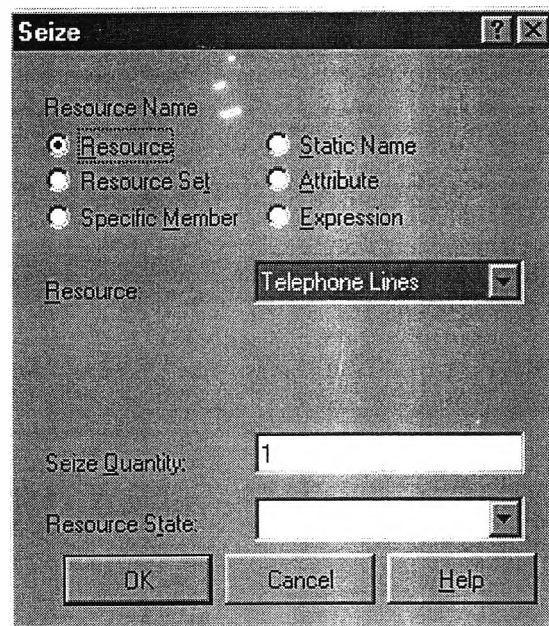 Seize
Resource Name
Resource Static Name
Resource Set Attribute
Specific Member Expression
Resource: Telephone Lines
Seize Quantity: 1
Resource State:
OK Cancel Help